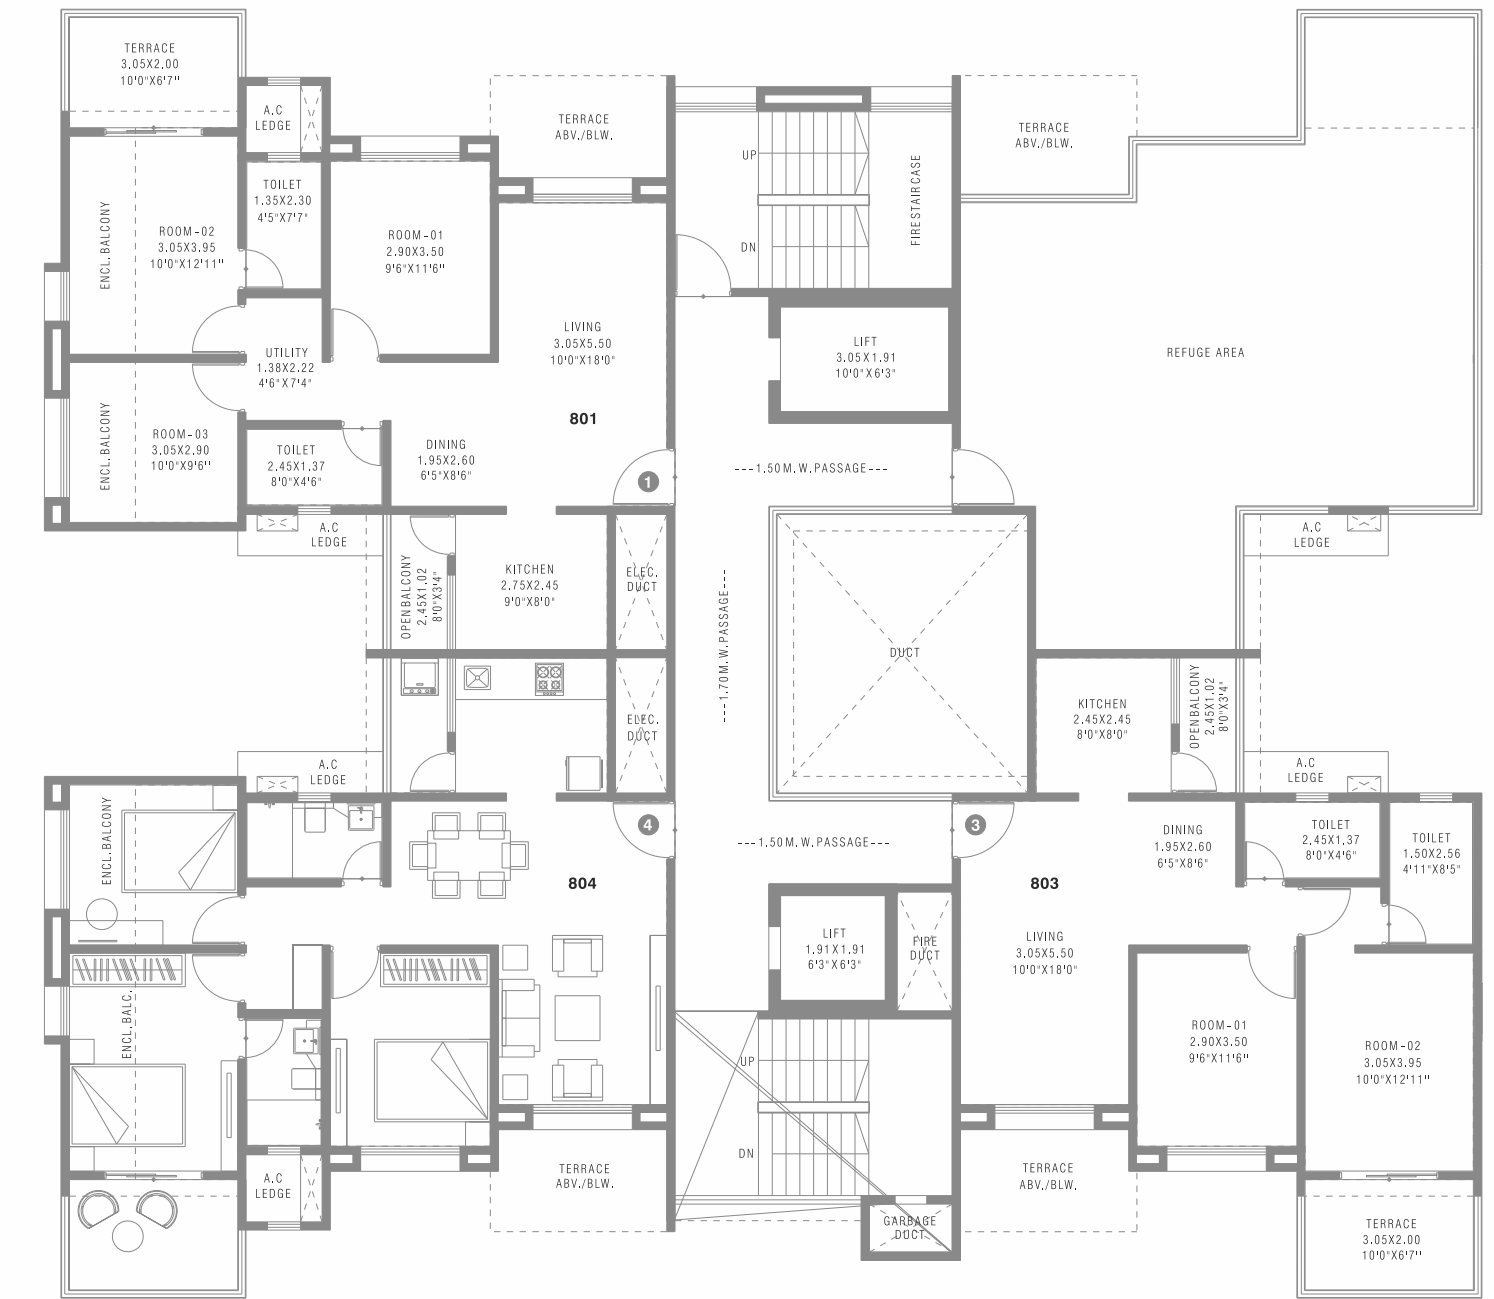 TERRACE
3.05X2.00
10'0"X6'7"
A.C
LEDGE
TERRACE
ABV./BLW.
UP
DN
FIRESTAIRCASE
TERRACE
ABV./BLW.
ENCL.BALCONY
ROOM-02
3.05X3.95
10'0"X12'11"
TOILET
1.35X2.30
4'5"X7'7"
ROOM-01
2.90X3.50
9'6"X11'6"
LIVING
3.05X5.50
10'0"X18'0"
LIFT
3.05X1.91
10'0"X6'3"
REFUGE AREA
UTILITY
1.38X2.22
4'6"X7'4"
801
ENCL.BALCONY
ROOM-03
3.05X2.90
10'0"X9'6"
TOILET
2.45X1.37
8'0"X4'6"
DINING
1.95X2.60
6'5"X8'6"
1
---1.50M.W.PASSAGE---
A.C
LEDGE
OPENBALCONY
2.45X1.02
8'0"X3'4"
KITCHEN
2.75X2.45
9'0"X8'0"
ELEC.
DUCT
---1.70M.W.PASSAGE---
DUCT
A.C
LEDGE
ELEC.
DUCT
KITCHEN
2.45X2.45
8'0"X8'0"
OPENBALCONY
2.45X1.02
8'0"X3'4"
A.C
LEDGE
A.C
LEDGE
ENCL.BALCONY
4
---1.50M.W.PASSAGE---
3
DINING
1.95X2.60
6'5"X8'6"
TOILET
2.45X1.37
8'0"X4'6"
TOILET
1.50X2.56
4'11"X8'5"
804
803
LIFT
1.91X1.91
6'3"X6'3"
FIRE
DUCT
LIVING
3.05X5.50
10'0"X18'0"
ENCL.BALC.
UP
DN
ROOM-01
2.90X3.50
9'6"X11'6"
ROOM-02
3.05X3.95
10'0"X12'11"
A.C
LEDGE
TERRACE
ABV./BLW.
TERRACE
ABV./BLW.
GARBAGE
DUCT
TERRACE
3.05X2.00
10'0"X6'7"